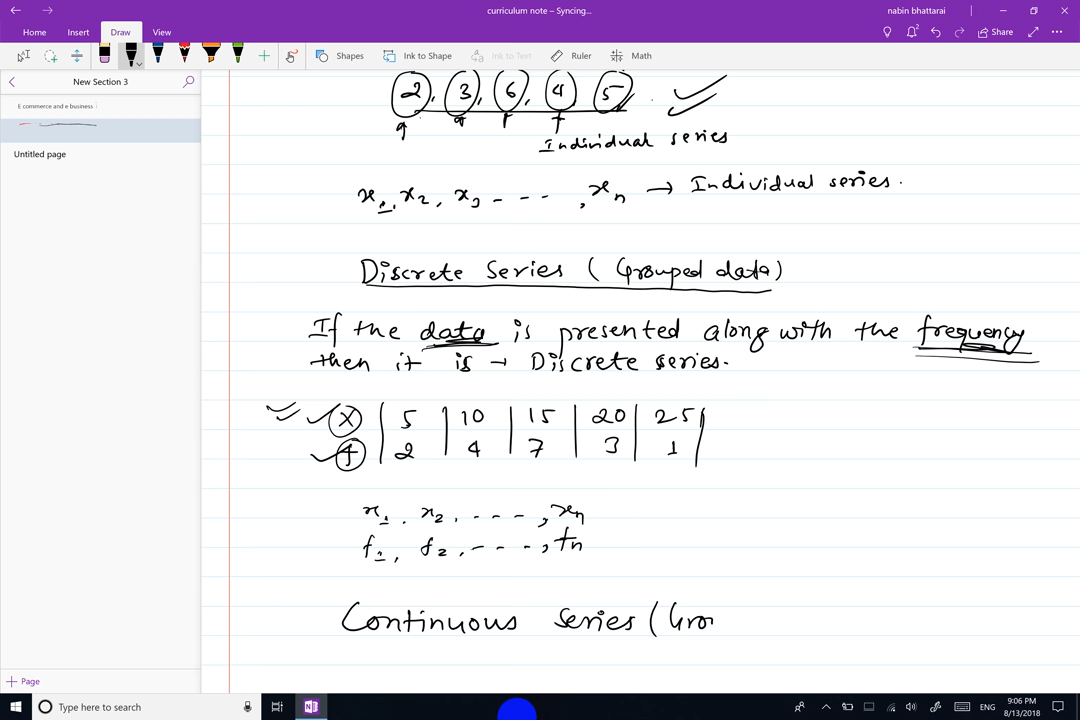 curriculum note – Syncing...
nabin bhattarai
Home Insert Draw View
Share
Ink to Shape Shapes Ink to Text Ruler Math
New Section 3
E commerce and e business
Untitled page
2, 3, 6, 4 5
Individual series
x1, x2, x3 - - - - , xn → Individual series.
Discrete Series ( Grouped data)
If the data is presented along with the frequency
then it is → Discrete series.
X | 5 | 10 | 15 | 20 | 25 |
f | 2 | 4 | 7 | 3 | 1 |
x1, x2, - - - - , xn
f1, f2, - - - - , fn
Continuous series ( Gro
+ Page
Type here to search
ENG
9:06 PM
8/13/2018